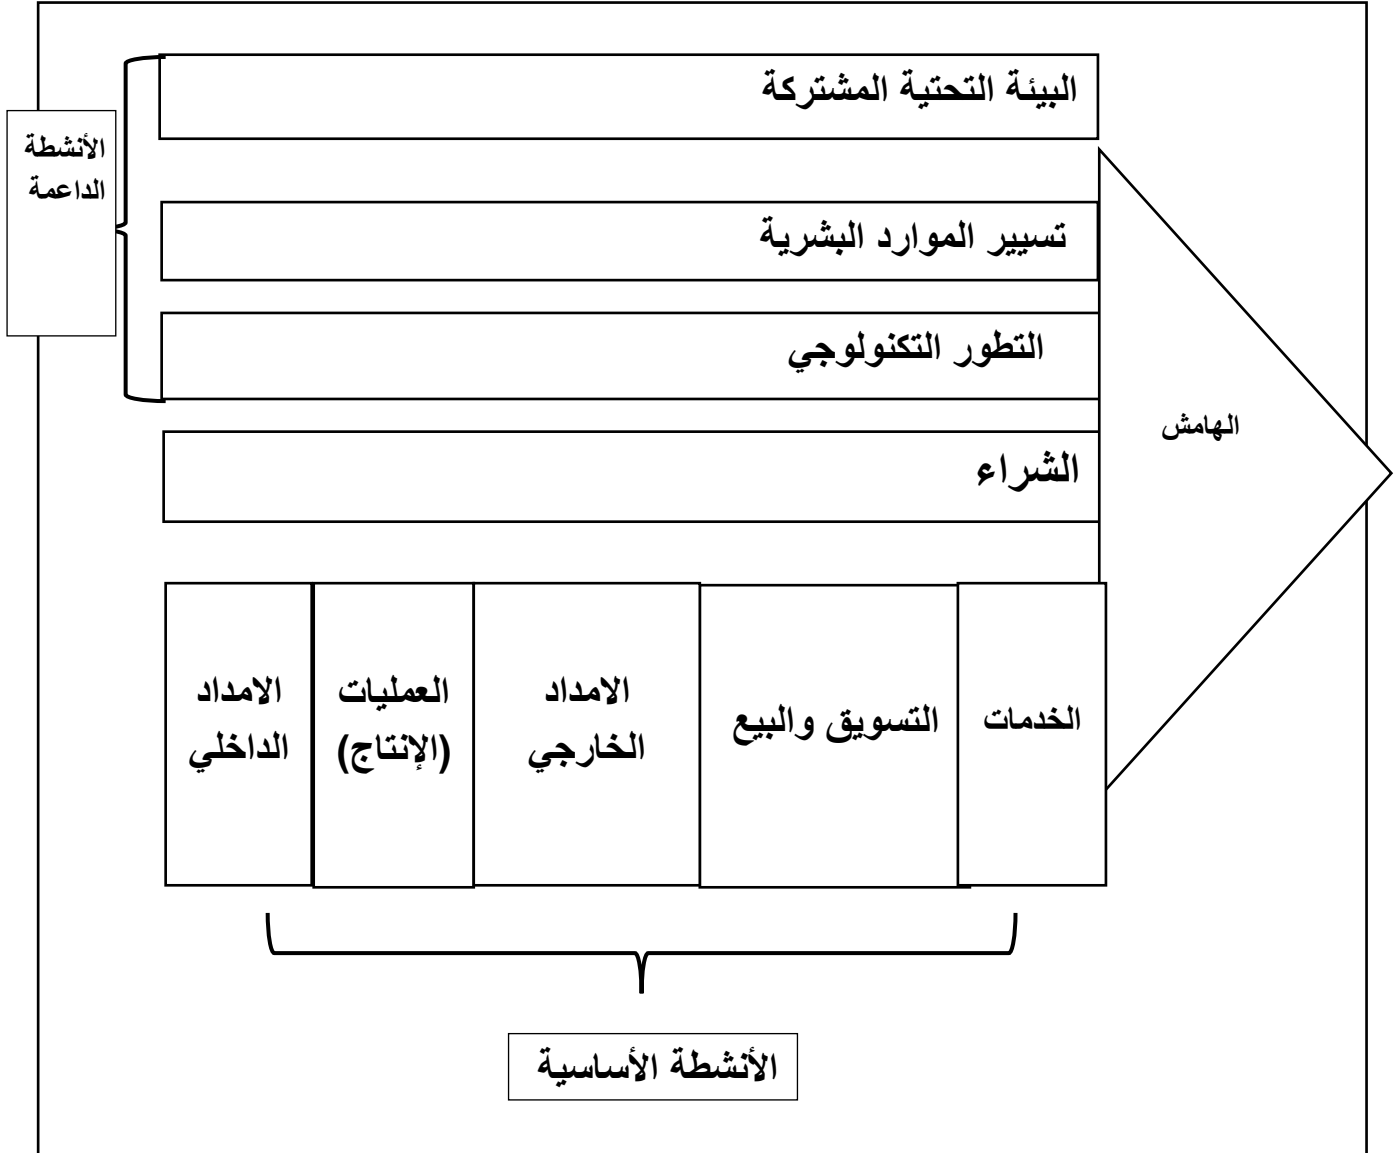 البيئة التحتية المشتركة
الأنشطة
الداعمة
تسيير الموارد البشرية
التطور التكنولوجي
الهامش
الشراء
الامداد
الداخلي
العمليات
(الإنتاج)
الامداد
الخارجي
التسويق والبيع
الخدمات
الأنشطة الأساسية